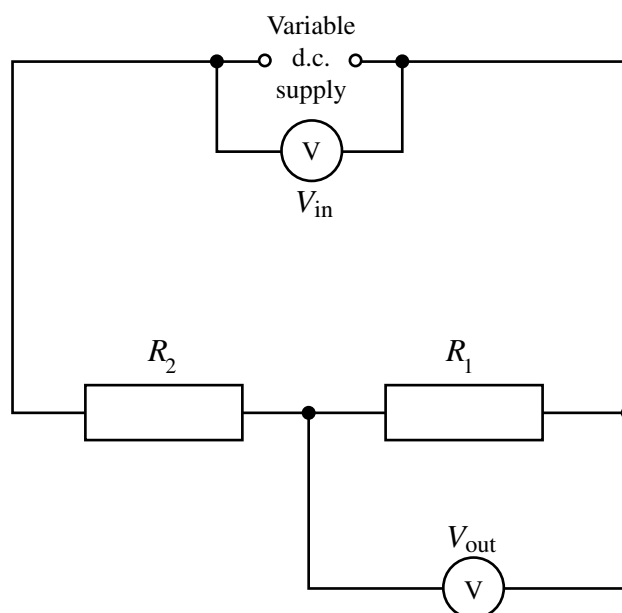 Variable
d.c.
supply
V
V_in
R_2
R_1
V_out
V